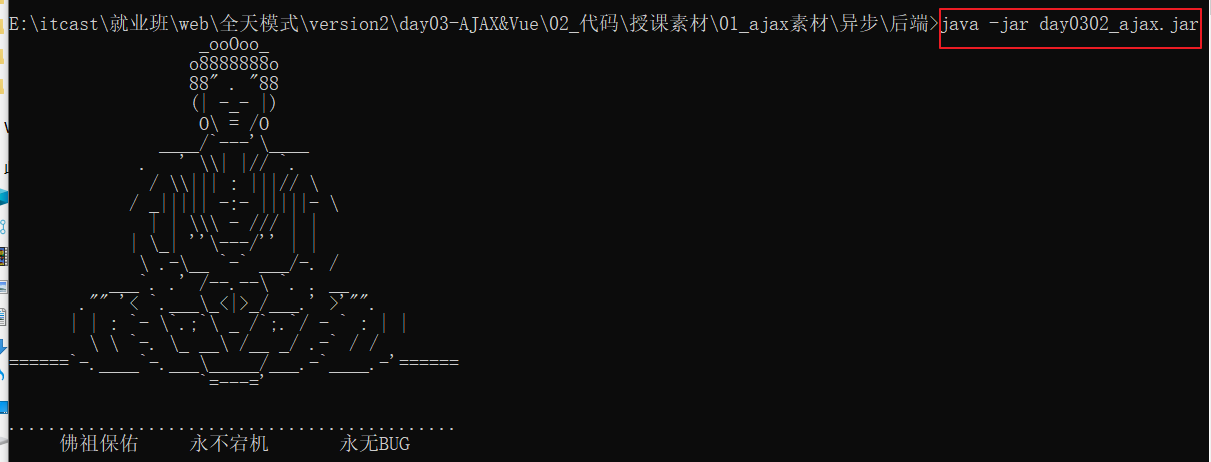 E:\itcast\就业班\web\全天模式\version2\day03-AJAX&Vue\02_代码\授课素材\01_ajax素材\异步\后端>java -jar day0302_ajax.jar
                   _ooOoo_
                  o8888888o
                  88" . "88
                  (| -_- |)
                   O\ = /O
               ____/`---'\____
             .   ' \\| |// `.
              / \\||| : |||// \
            / _||||| -:- |||||- \
              | | \\\ - /// | |
            | \_| ''\---/'' | |
             \ .-\__ `-` ___/-. /
          ___`. .' /--.--\ `. . __
       ."" '< `.___\_<|>_/___.' >'"".
      | | : `- \`.;`\ _ /`;.`/ - ` : | |
        \ \ `-. \_ __\ /__ _/ .-` / /
======`-.____`-.___\_____/___.-`____.-'======
                   `=---='
.............................................
佛祖保佑 永不宕机 永无BUG